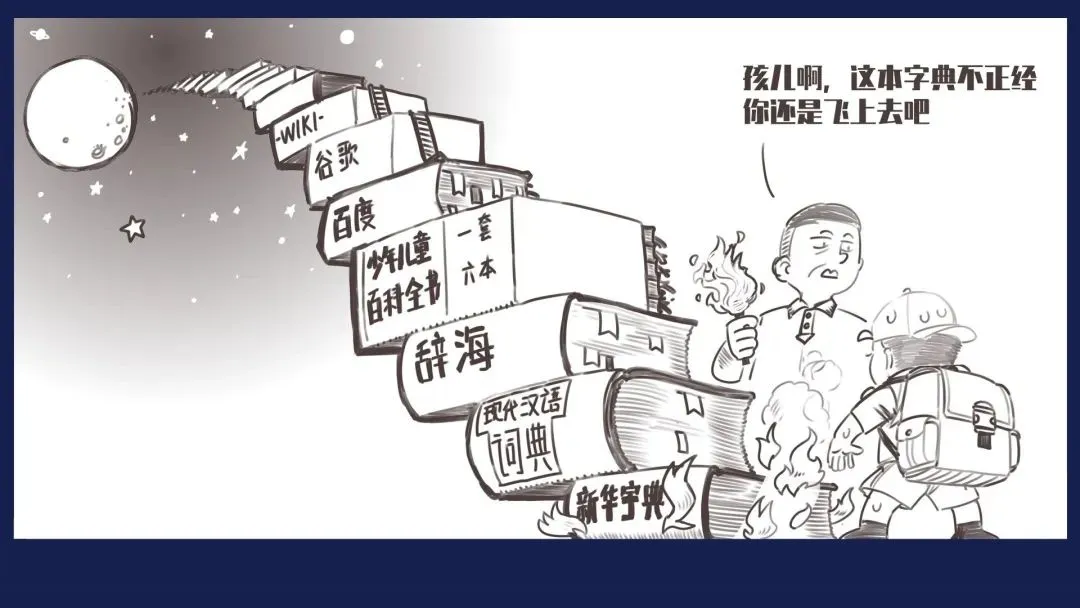 孩儿啊，这本字典不正经
你还是飞上去吧
-WIKI-
谷歌
百度
少年儿童
百科全书
一套
六本
辞海
现代汉语
词典
新华字典